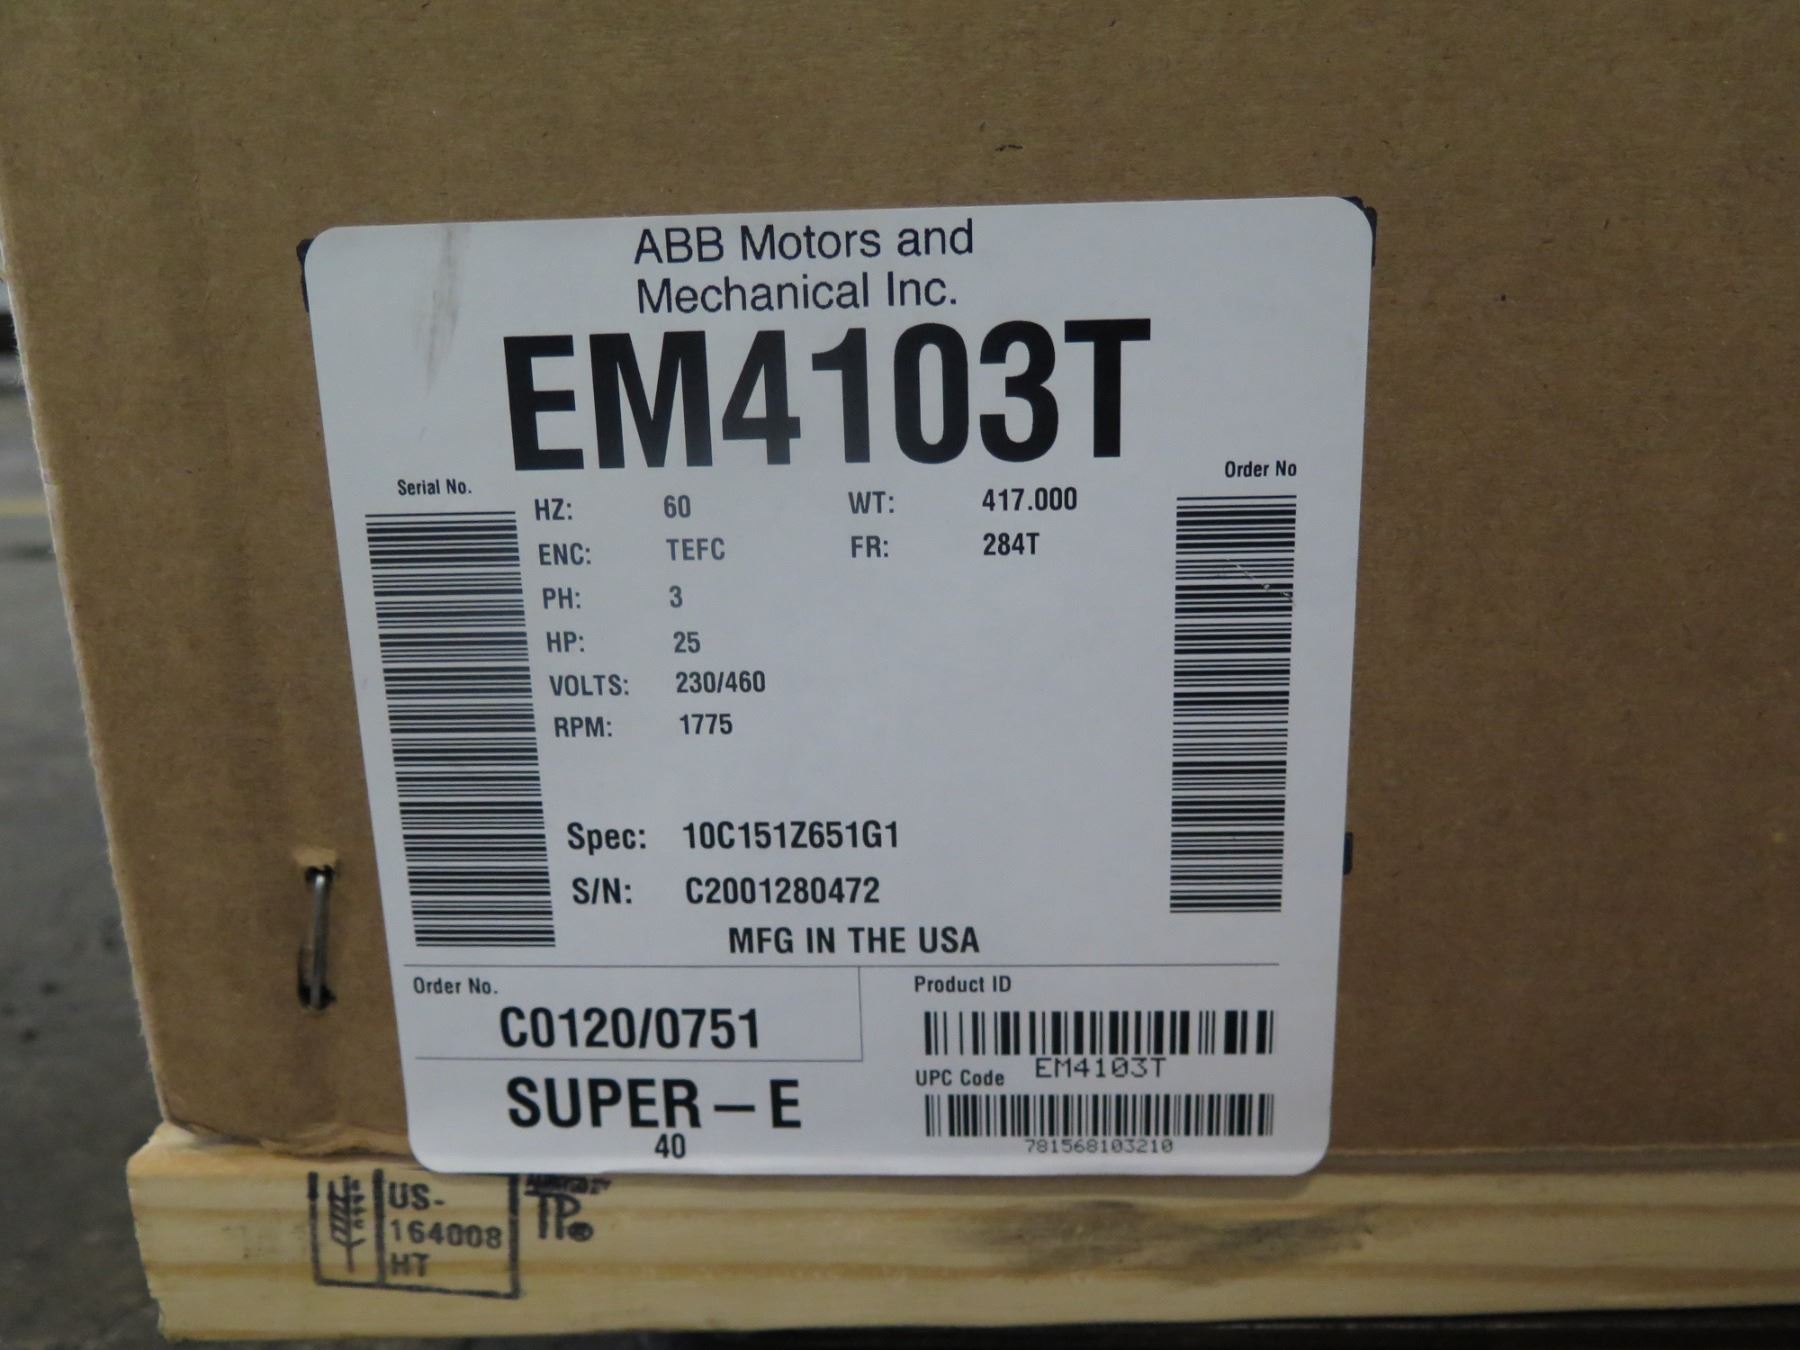 ABB Motors and
Mechanical Inc.
EM4103T
Serial No.
Order No
HZ: 60 WT: 417.000
ENC: TEFC FR: 284T
PH: 3
HP: 25
VOLTS: 230/460
RPM: 1775
Spec: 10C151Z651G1
S/N: C2001280472
MFG IN THE USA
Order No.
C0120/0751
Product ID
EM4103T
SUPER-E
40
UPC Code
781568103210
US-
164008
HT
TP®